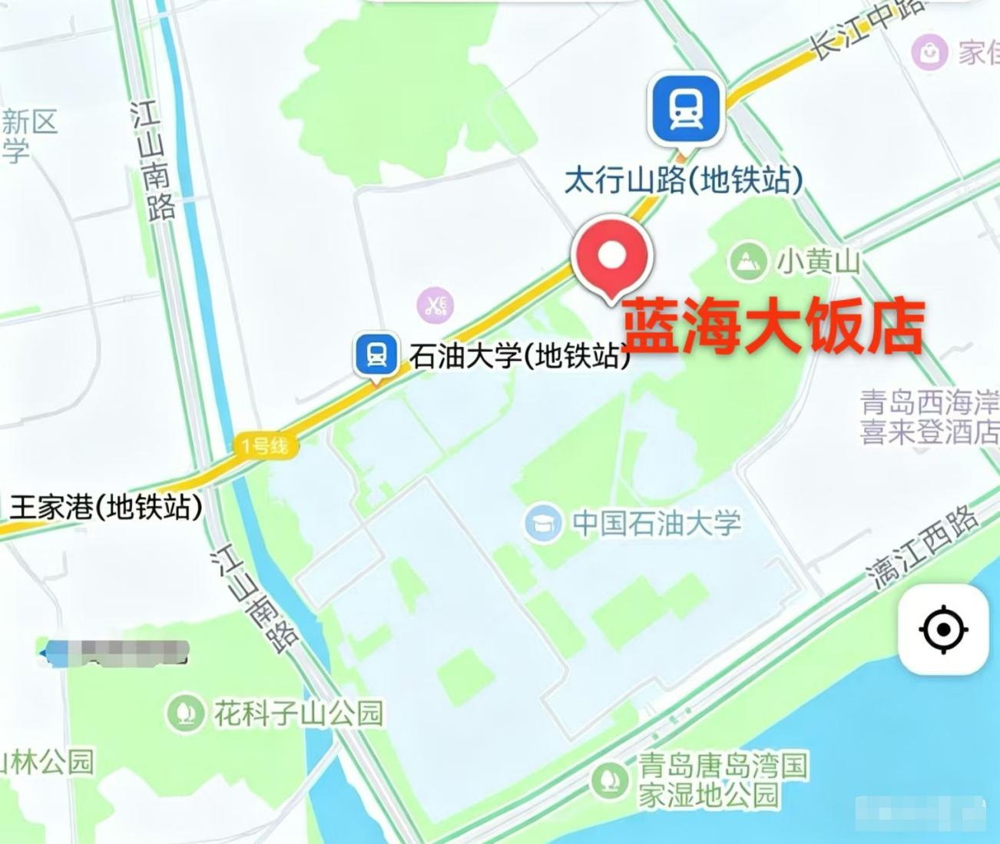 长江中路
家佳
新区
学
江山南路
太行山路(地铁站)
小黄山
蓝海大饭店
石油大学(地铁站)
青岛西海岸
喜来登酒店
1号线
王家港(地铁站)
中国石油大学
漓江西路
江山南路
花科子山公园
山林公园
青岛唐岛湾国
家湿地公园